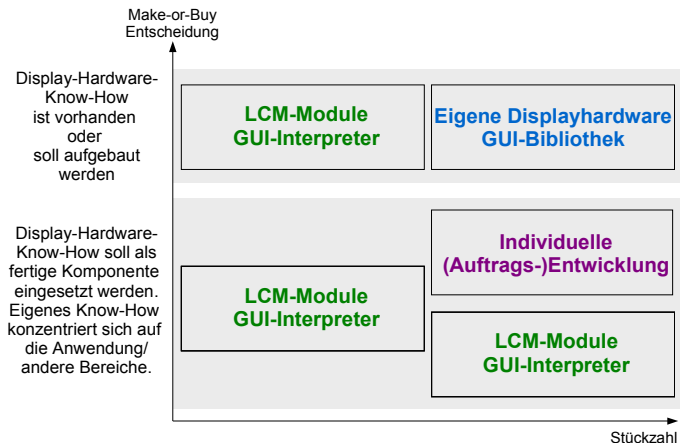 Make-or-Buy
Entscheidung
Display-Hardware-
Know-How
ist vorhanden
oder
soll aufgebaut
werden
LCM-Module
GUI-Interpreter
Eigene Displayhardware
GUI-Bibliothek
Display-Hardware-
Know-How soll als
fertige Komponente
eingesetzt werden.
Eigenes Know-How
konzentriert sich auf
die Anwendung/
andere Bereiche.
LCM-Module
GUI-Interpreter
Individuelle
(Auftrags-)Entwicklung
LCM-Module
GUI-Interpreter
Stückzahl